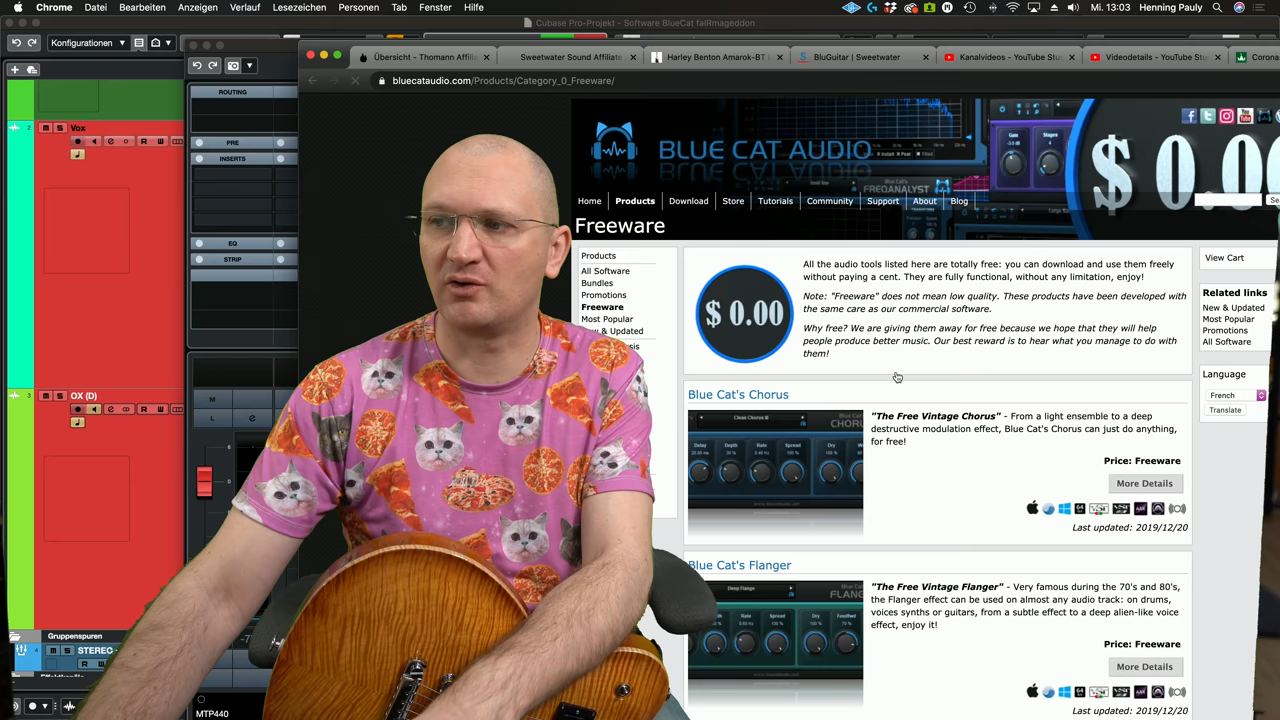 Chrome Datei Bearbeiten Anzeigen Verlauf Lesezeichen Personen Tab Fenster Hilfe
Mi. 13:03 Henning Pauly
Cubase Pro-Projekt - Software BlueCat falRmageddon
Konfigurationen
Übersicht - Thomann Affiliate
Sweetwater Sound Affiliate
Harley Benton Amarok-BT
BluGuitar | Sweetwater
Kanalvideos - YouTube Stu
Videodetails - YouTube Stu
Corona
bluecataudio.com/Products/Category_0_Freeware/
ROUTING
PRE
INSERTS
EQ
STRIP
M
L
6
0
MTP440
2
m S Vox
R W
3
m S OX (D)
R W
Gruppenspuren
4
m S STEREO
R W
BLUE CAT AUDIO
FREQANALYST
$ 0.00
Home Products Download Store Tutorials Community Support About Blog
Freeware
Products
All Software
Bundles
Promotions
Freeware
Most Popular
& Updated
$ 0.00
All the audio tools listed here are totally free: you can download and use them freely
without paying a cent. They are fully functional, without any limitation, enjoy!
Note: "Freeware" does not mean low quality. These products have been developed with
the same care as our commercial software.
Why free? We are giving them away for free because we hope that they will help
people produce better music. Our best reward is to hear what you manage to do with
them!
View Cart
Related links
New & Updated
Most Popular
Promotions
All Software
Language
French
Translate
Blue Cat's Chorus
"The Free Vintage Chorus" - From a light ensemble to a deep
destructive modulation effect, Blue Cat's Chorus can just do anything,
for free!
Price: Freeware
More Details
Last updated: 2019/12/20
Blue Cat's Flanger
"The Free Vintage Flanger" - Very famous during the 70's and 80's,
the Flanger effect can be used on almost any audio track: on drums,
voices synths or guitars, from a subtle effect to a deep alien-like voice
effect, enjoy it!
Price: Freeware
More Details
Last updated: 2019/12/20